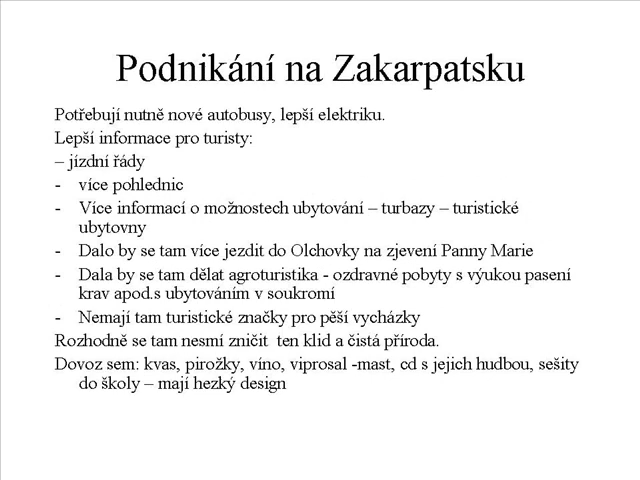 Podnikání na Zakarpatsku
Potřebují nutně nové autobusy, lepší elektriku.
Lepší informace pro turisty:
– jízdní řády
- více pohlednic
- Více informací o možnostech ubytování – turbazy – turistické
ubytovny
- Dalo by se tam více jezdit do Olchovky na zjevení Panny Marie
- Dala by se tam dělat agroturistika - ozdravné pobyty s výukou pasení
krav apod.s ubytováním v soukromí
- Nemají tam turistické značky pro pěší vycházky
Rozhodně se tam nesmí zničit  ten klid a čistá příroda.
Dovoz sem: kvas, pirožky, víno, viprosal -mast, cd s jejich hudbou, sešity
do školy – mají hezký design